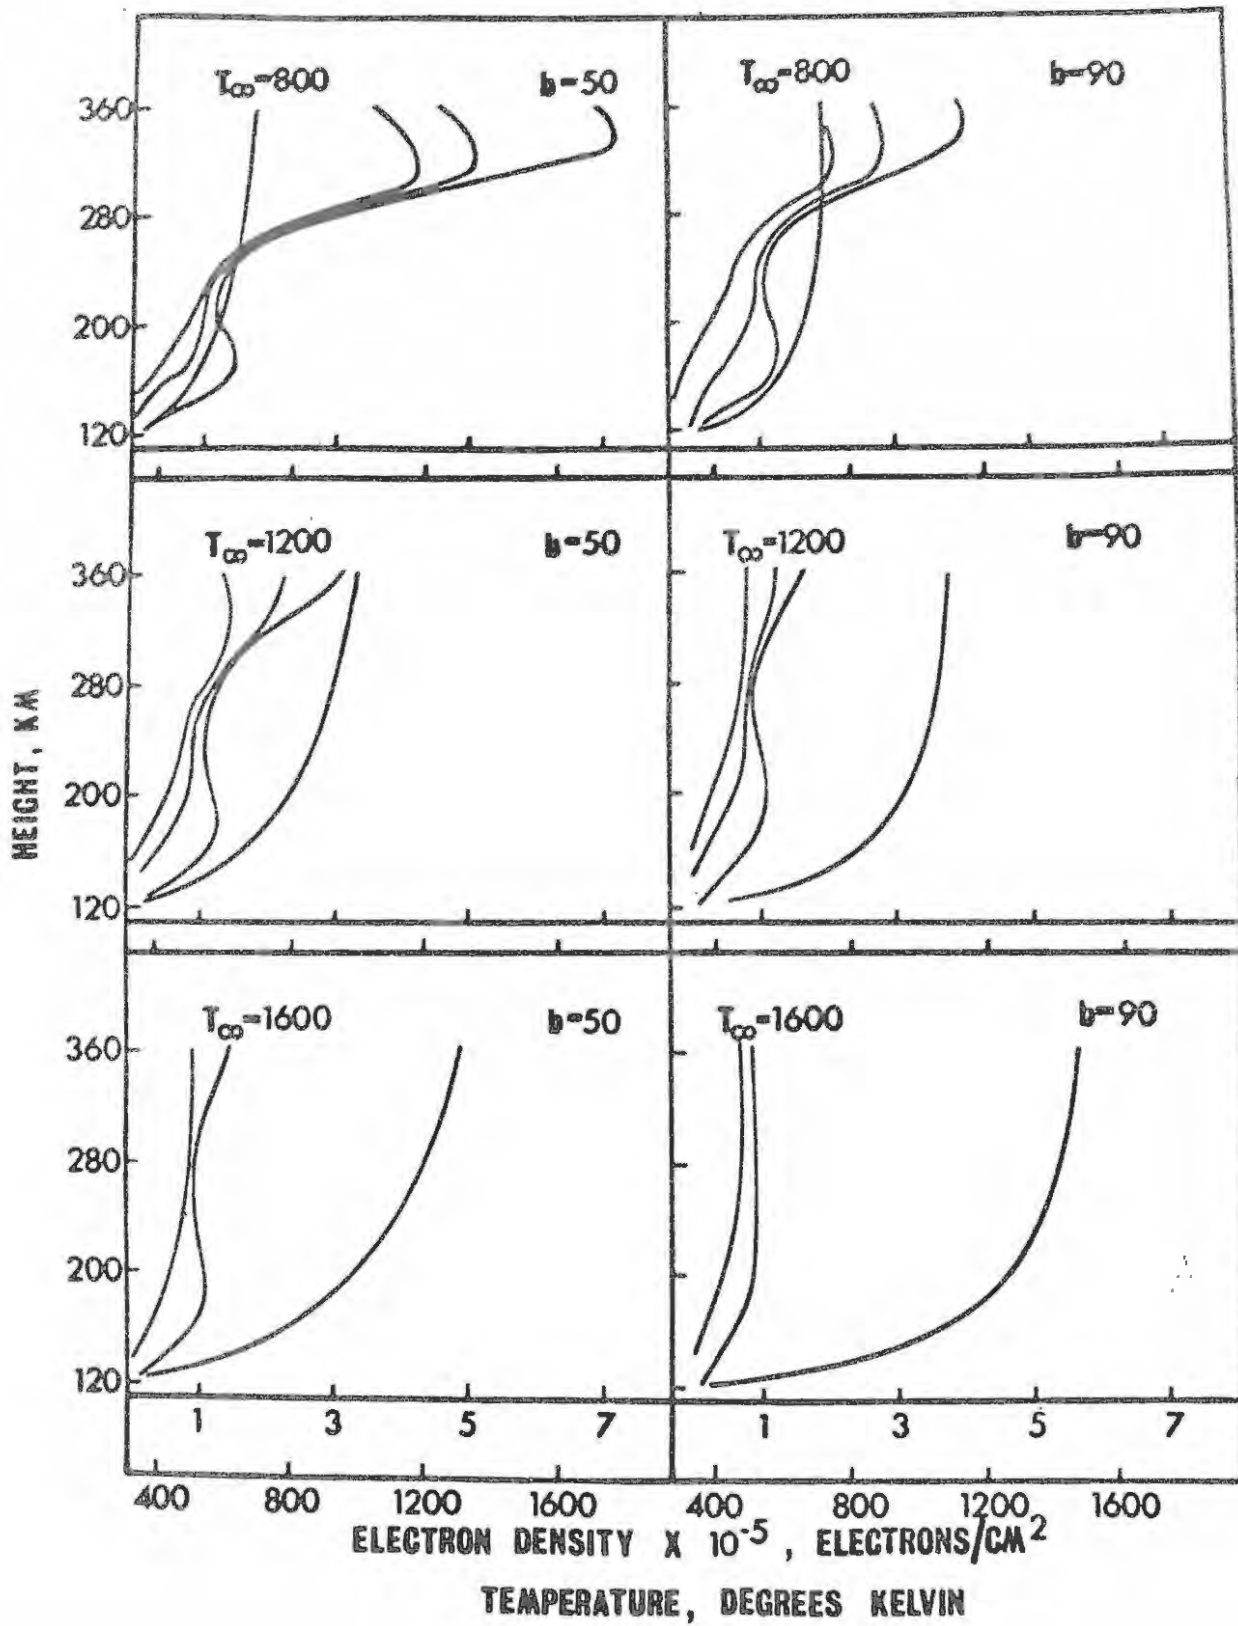 T∞=800 b=50 T∞=800 b=90
360
280
200
120
T∞=1200 b=50 T∞=1200 b=90
360
280
200
120
HEIGHT, KM
T∞=1600 b=50 T∞=1600 b=90
360
280
200
120
1 3 5 7 1 3 5 7
400 800 1200 1600 400 800 1200 1600
ELECTRON DENSITY X 10⁻⁵, ELECTRONS/CM²
TEMPERATURE, DEGREES KELVIN